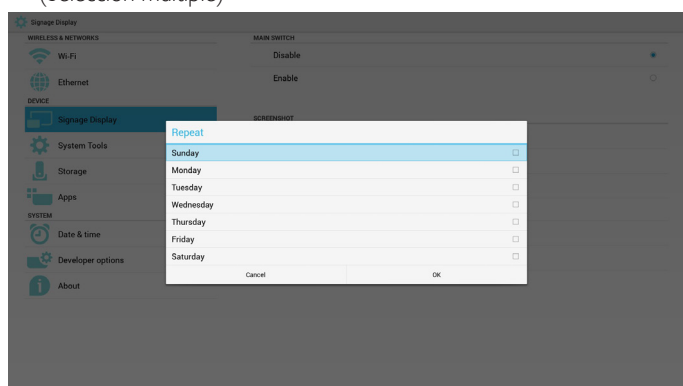 (sélection multiple)
Signage Display
WIRELESS & NETWORKS
Wi-Fi
Ethernet
DEVICE
Signage Display
System Tools
Storage
Apps
SYSTEM
Date & time
Developer options
About
MAIN SWITCH
Disable
Enable
SCREENSHOT
Repeat
Sunday
Monday
Tuesday
Wednesday
Thursday
Friday
Saturday
Cancel
OK